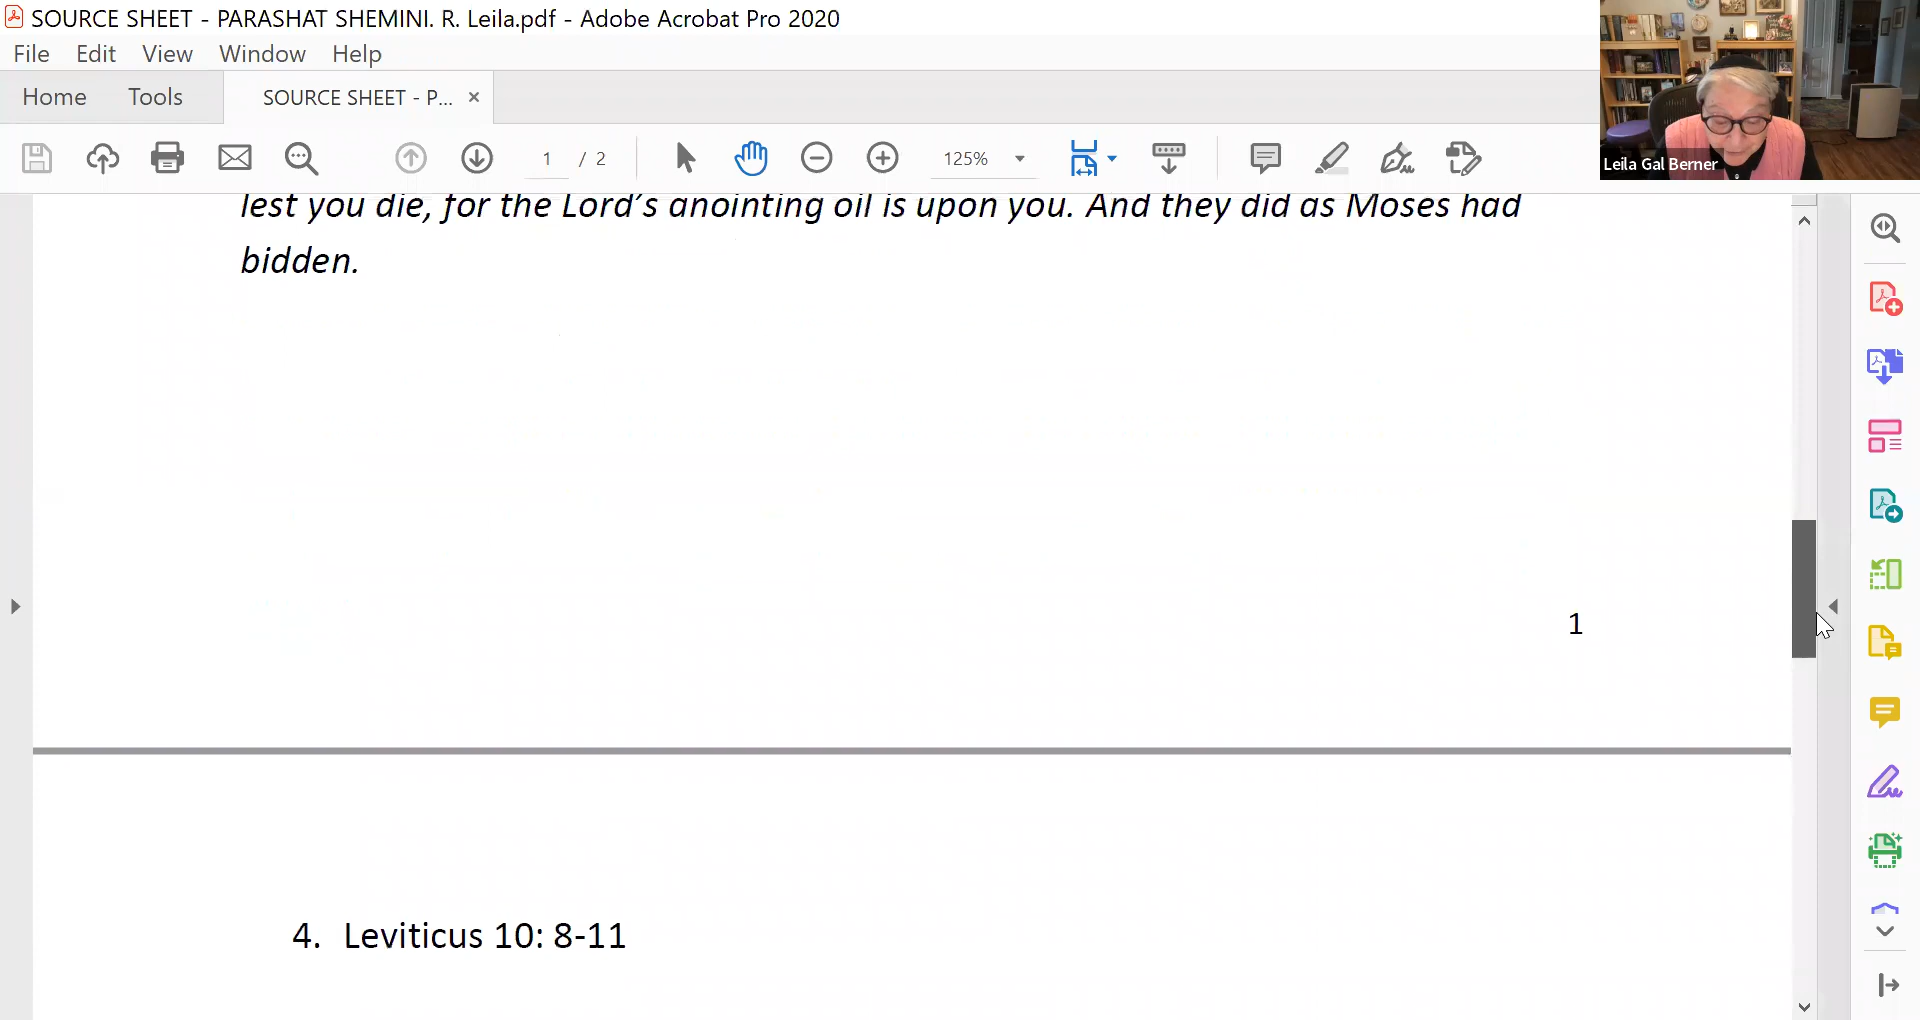 SOURCE SHEET - PARASHAT SHEMINI. R. Leila.pdf - Adobe Acrobat Pro 2020
File Edit View Window Help
Home Tools SOURCE SHEET - P... ×
1 / 2 125%
Leila Gal Berner
lest you die, for the Lord's anointing oil is upon you. And they did as Moses had
bidden.
1
4. Leviticus 10: 8-11